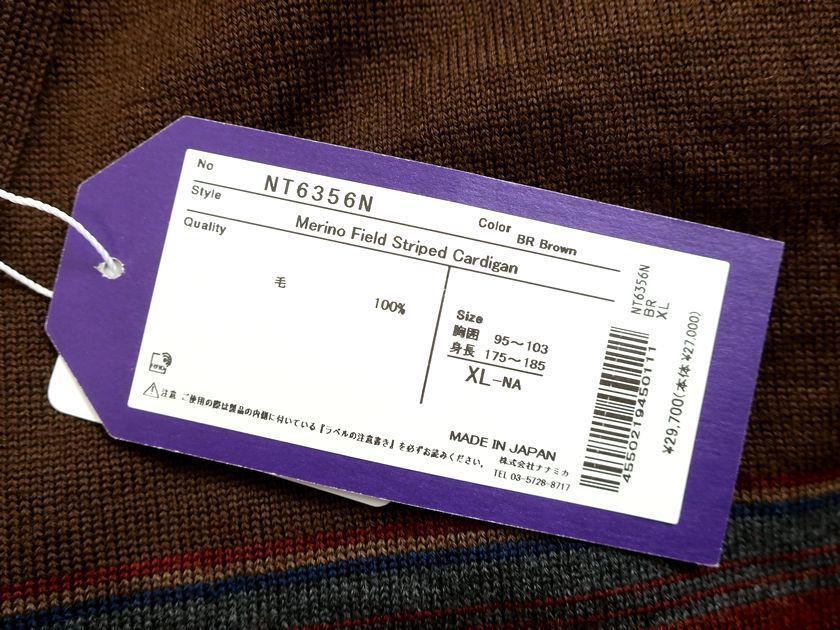 No NT6356N
Color BR Brown
Style Merino Field Striped Cardigan
Quality
毛 100%
Size
胸囲 95～103
身長 175～185
XL-NA
⚠注意 ご使用の際は製品の内側に付いている『ラベルの注意書き』を必ずお読みください。
MADE IN JAPAN
株式会社ナナミカ
TEL 03-5728-8717
NT6356N
BR
XL
4550219450111
¥29,700(本体¥27,000)